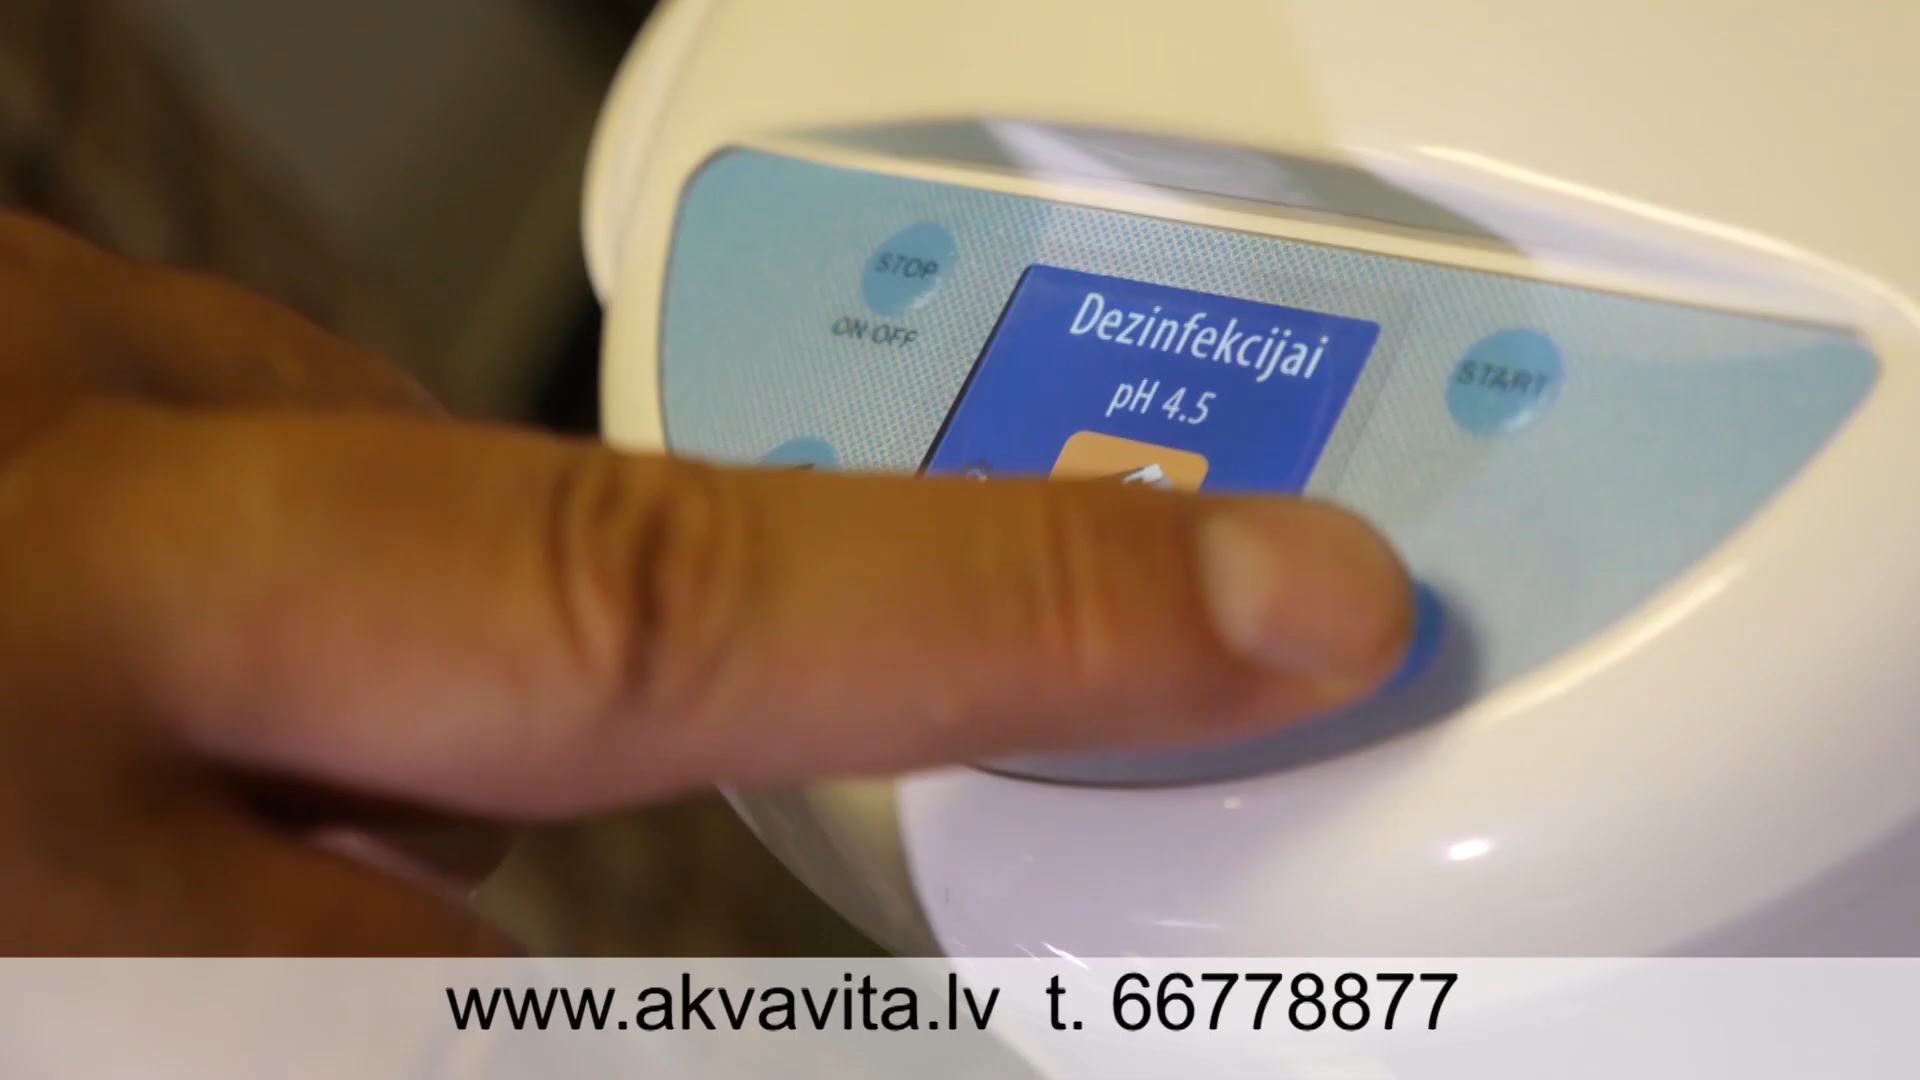 STOP
ON·OFF
Dezinfekcijai
pH 4.5
START
www.akvavita.lv t. 66778877